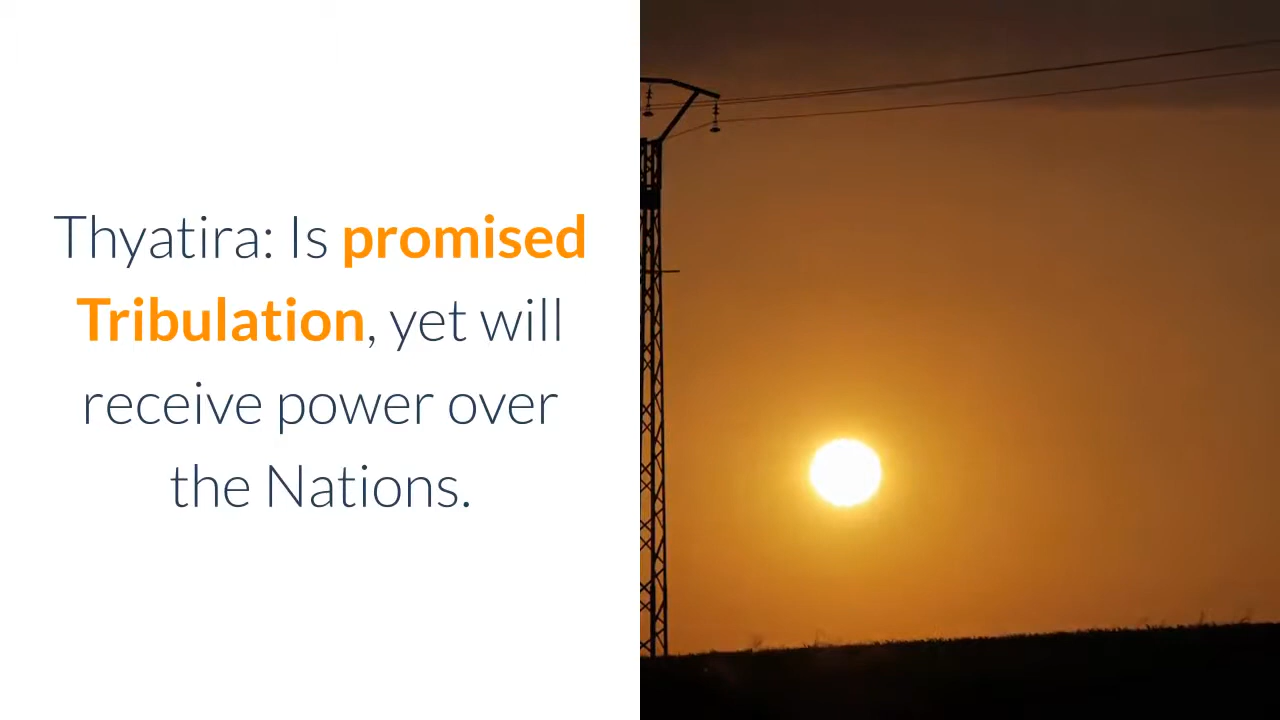 Thyatira: Is promised
Tribulation, yet will
receive power over
the Nations.